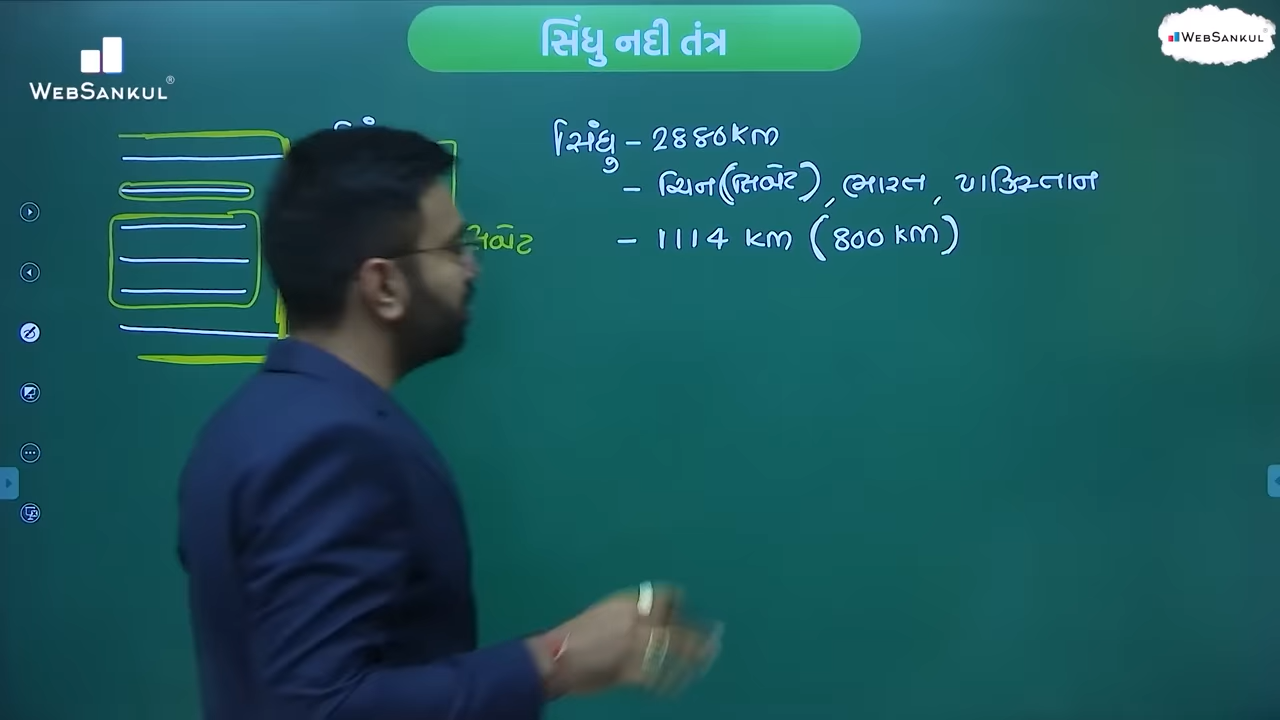 સિંધુ નદી તંત્ર
WEBSANKUL
WEBSANKUL
સિંધુ - 2880 km
- ચિન (તિબેટ), ભારત, પાકિસ્તાન
- 1114 km (800 km)